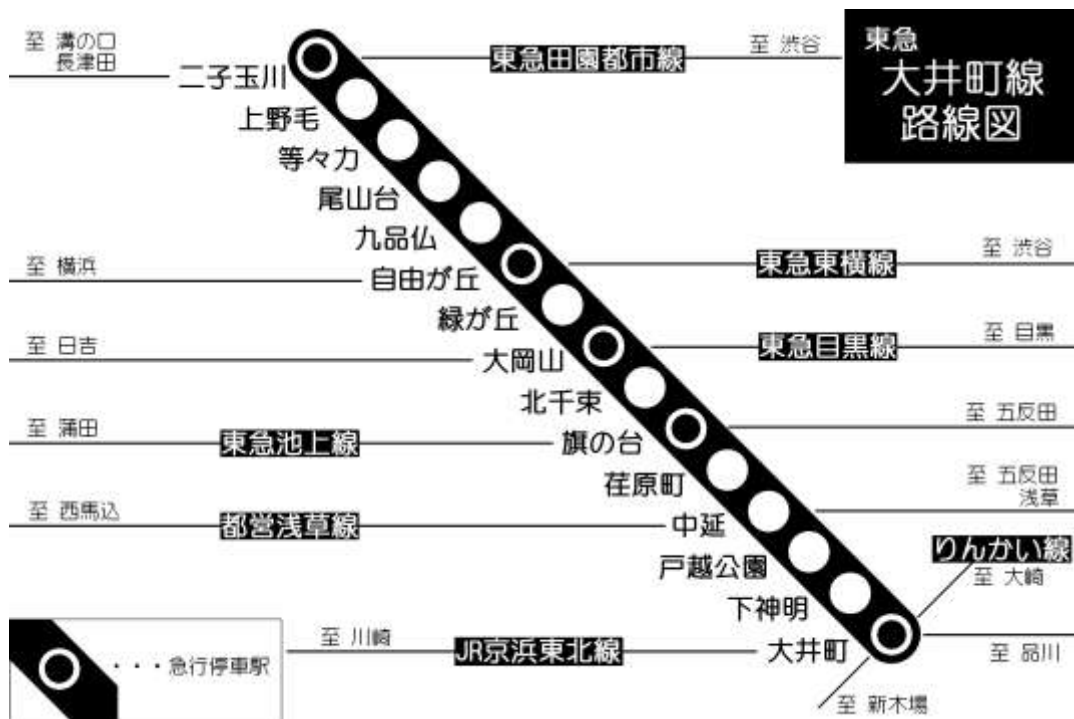 東急
大井町線
路線図
至 溝の口
長津田
東急田園都市線
至 渋谷
二子玉川
上野毛
等々力
尾山台
九品仏
至 横浜
自由が丘
東急東横線
至 渋谷
緑が丘
至 日吉
大岡山
東急目黒線
至 目黒
北千束
至 蒲田
東急池上線
旗の台
至 五反田
荏原町
至 西馬込
都営浅草線
中延
至 五反田
浅草
戸越公園
りんかい線
至 大崎
下神明
至 川崎
JR京浜東北線
大井町
至 品川
至 新木場
・・・急行停車駅